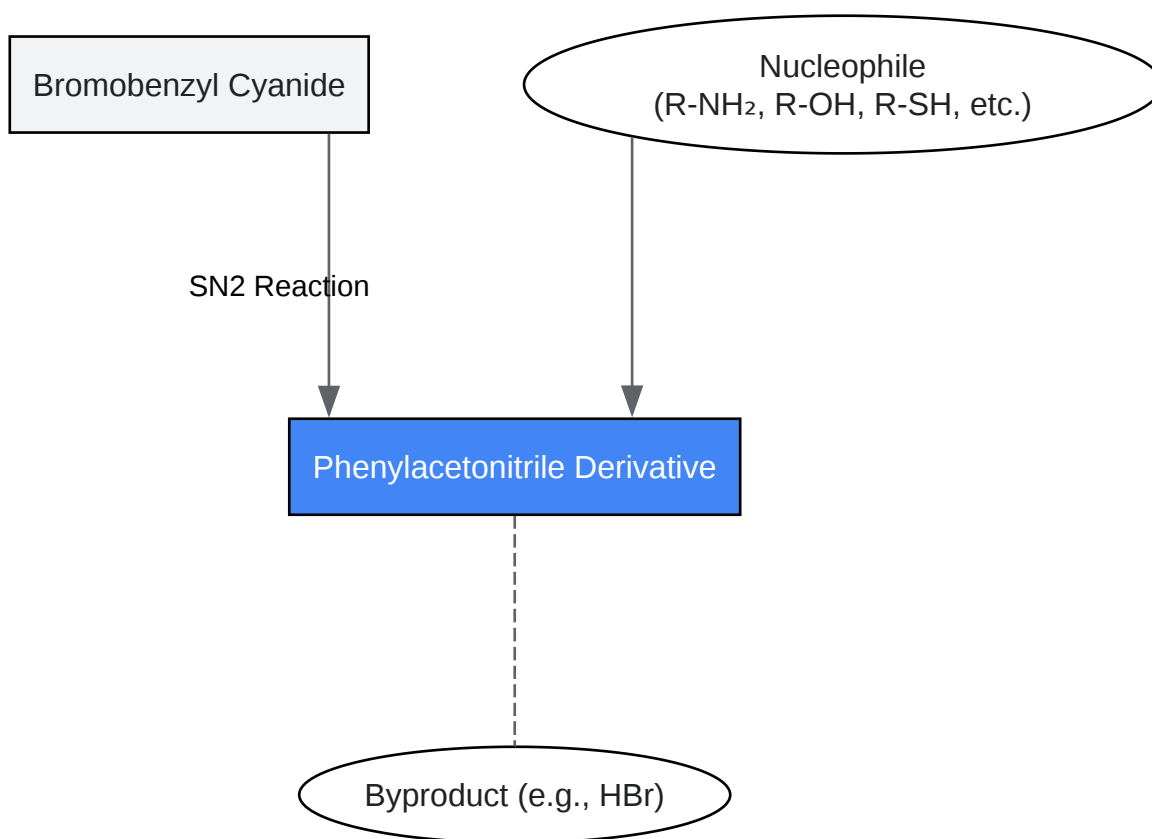 Bromobenzyl Cyanide
Nucleophile
(R-NH₂, R-OH, R-SH, etc.)
SN2 Reaction
Phenylacetonitrile Derivative
Byproduct (e.g., HBr)